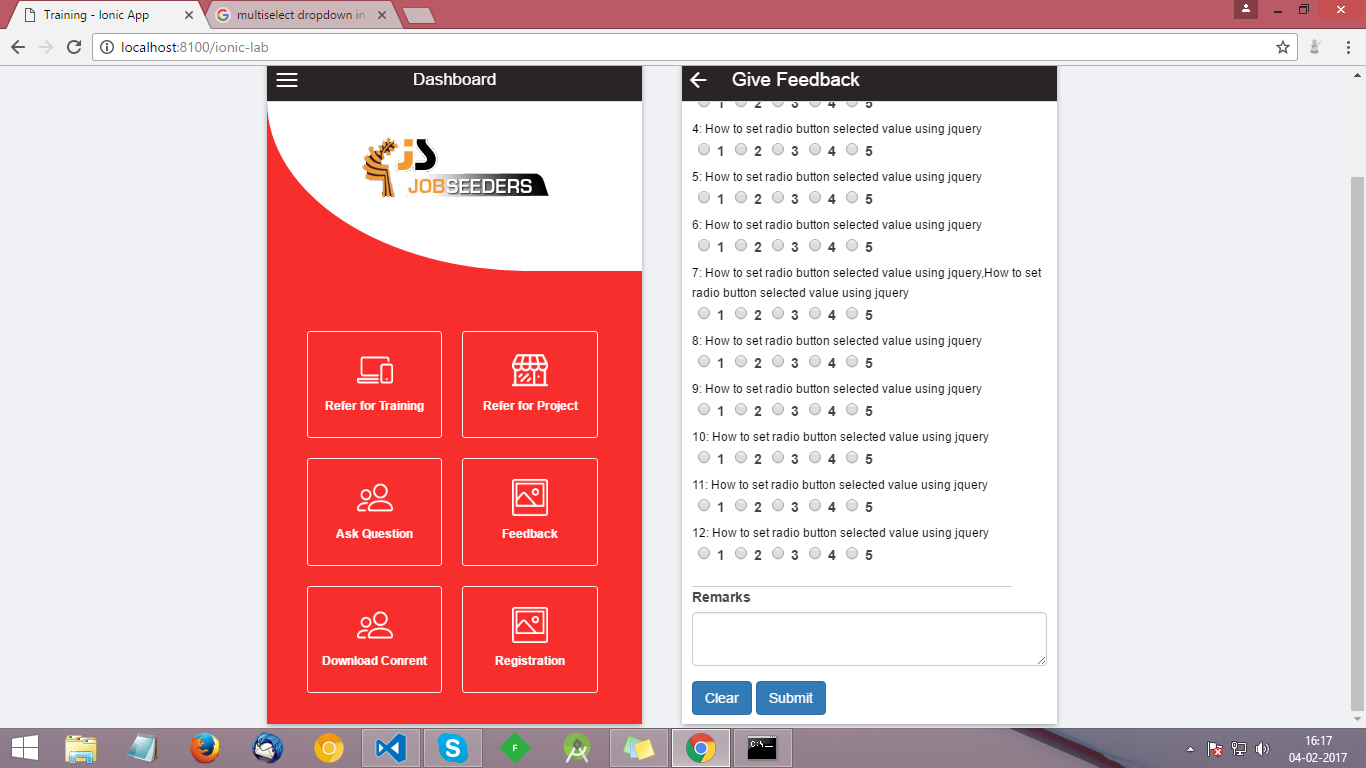 Training - Ionic App
multiselect dropdown in
localhost:8100/ionic-lab
Dashboard
JS
JOBSEEDERS
Refer for Training
Refer for Project
Ask Question
Feedback
Download Conrent
Registration
Give Feedback
1 2 3 4 5
4: How to set radio button selected value using jquery
1 2 3 4 5
5: How to set radio button selected value using jquery
1 2 3 4 5
6: How to set radio button selected value using jquery
1 2 3 4 5
7: How to set radio button selected value using jquery,How to set
radio button selected value using jquery
1 2 3 4 5
8: How to set radio button selected value using jquery
1 2 3 4 5
9: How to set radio button selected value using jquery
1 2 3 4 5
10: How to set radio button selected value using jquery
1 2 3 4 5
11: How to set radio button selected value using jquery
1 2 3 4 5
12: How to set radio button selected value using jquery
1 2 3 4 5
Remarks
Clear
Submit
F
C:\
16:17
04-02-2017